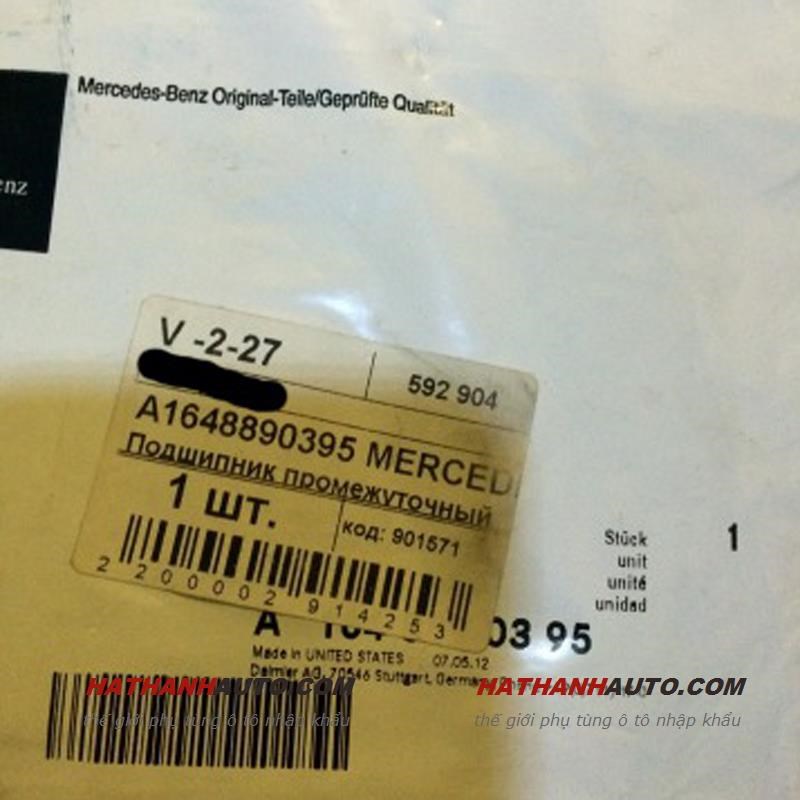 Mercedes-Benz Original-Teile/Geprüfte Qualität
enz
V -2-27
592 904
A1648890395 MERCED
Подшипник промежуточный
1 шт.
код: 901571
2 200002 914253
Stück
unit
unité
unidad
1
A 164 03 95
Made in UNITED STATES 07.05.12
Daimler AG, 70546 Stuttgart, Germany
HATHANHAUTO.COM
thế giới phụ tùng ô tô nhập khẩu
HATHANHAUTO.COM
thế giới phụ tùng ô tô nhập khẩu